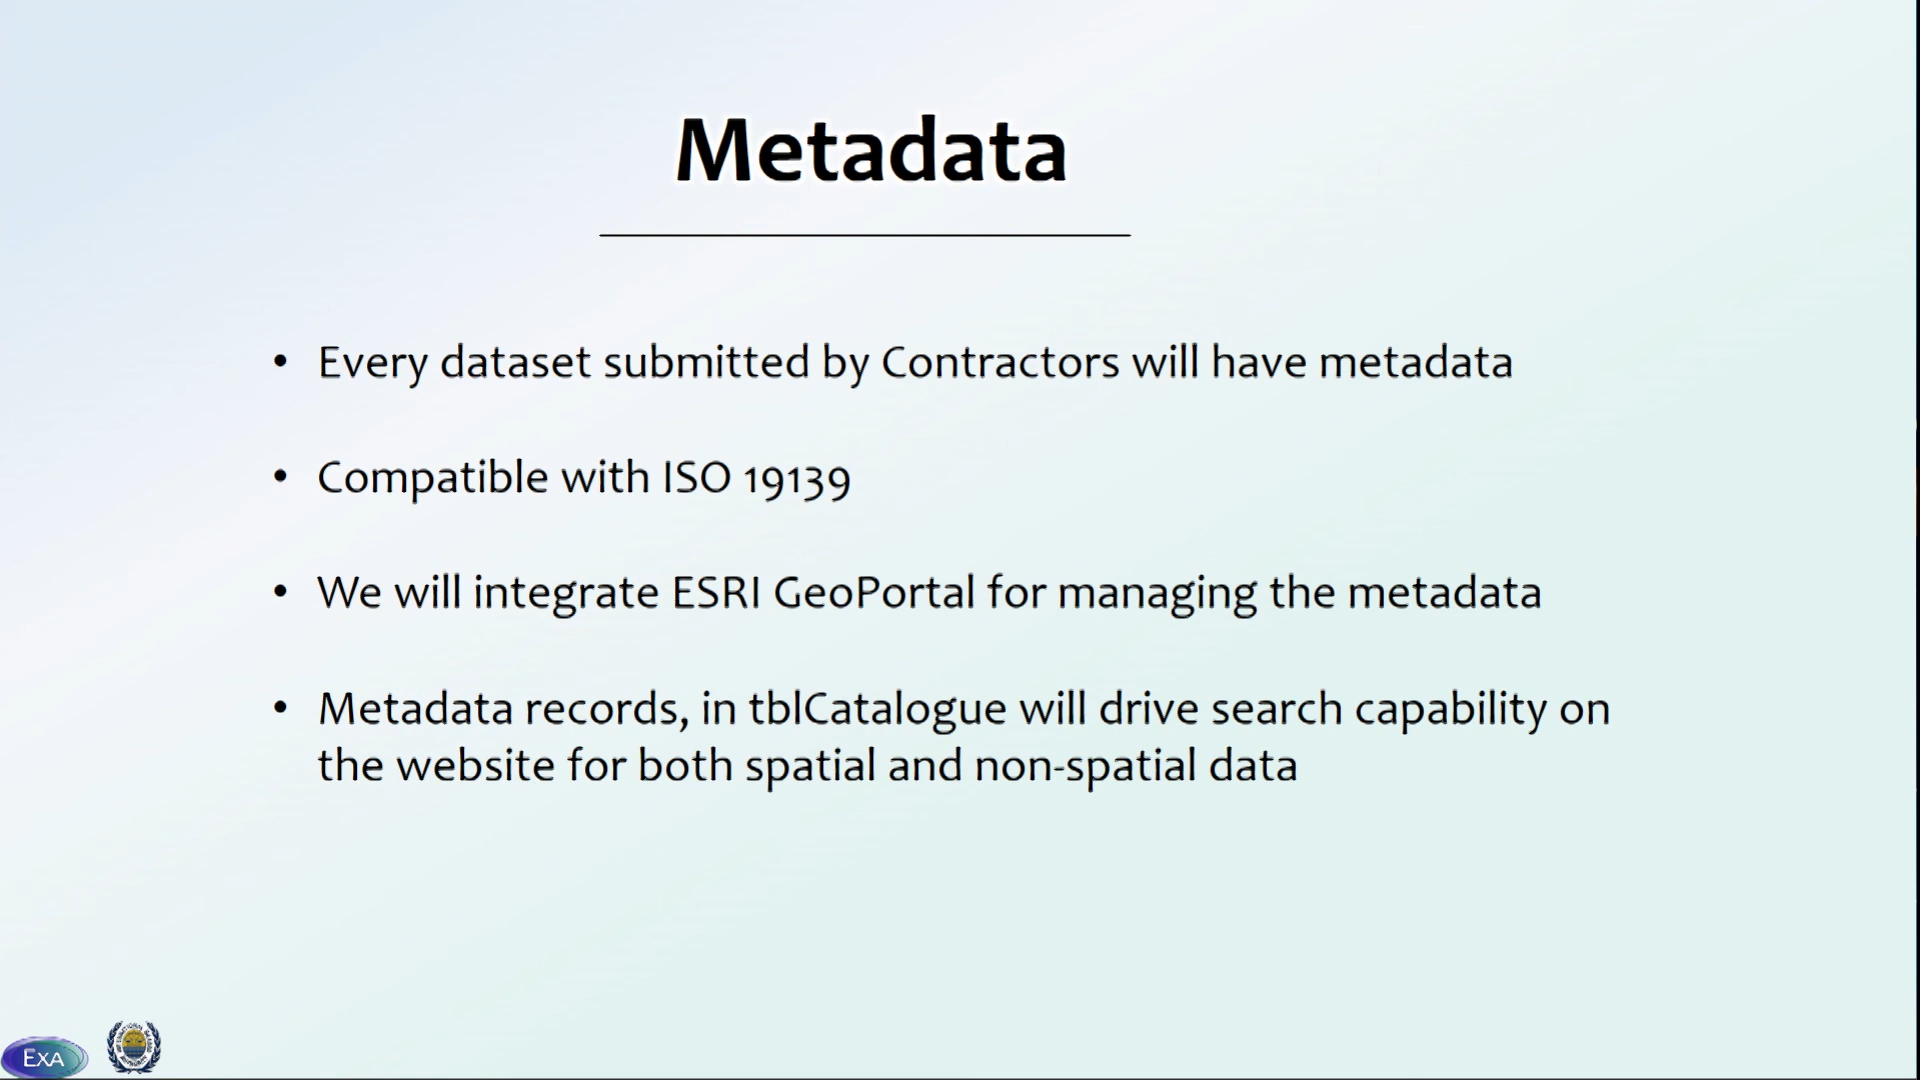 Metadata
• Every dataset submitted by Contractors will have metadata
• Compatible with ISO 19139
• We will integrate ESRI GeoPortal for managing the metadata
• Metadata records, in tblCatalogue will drive search capability on
the website for both spatial and non-spatial data
EXA